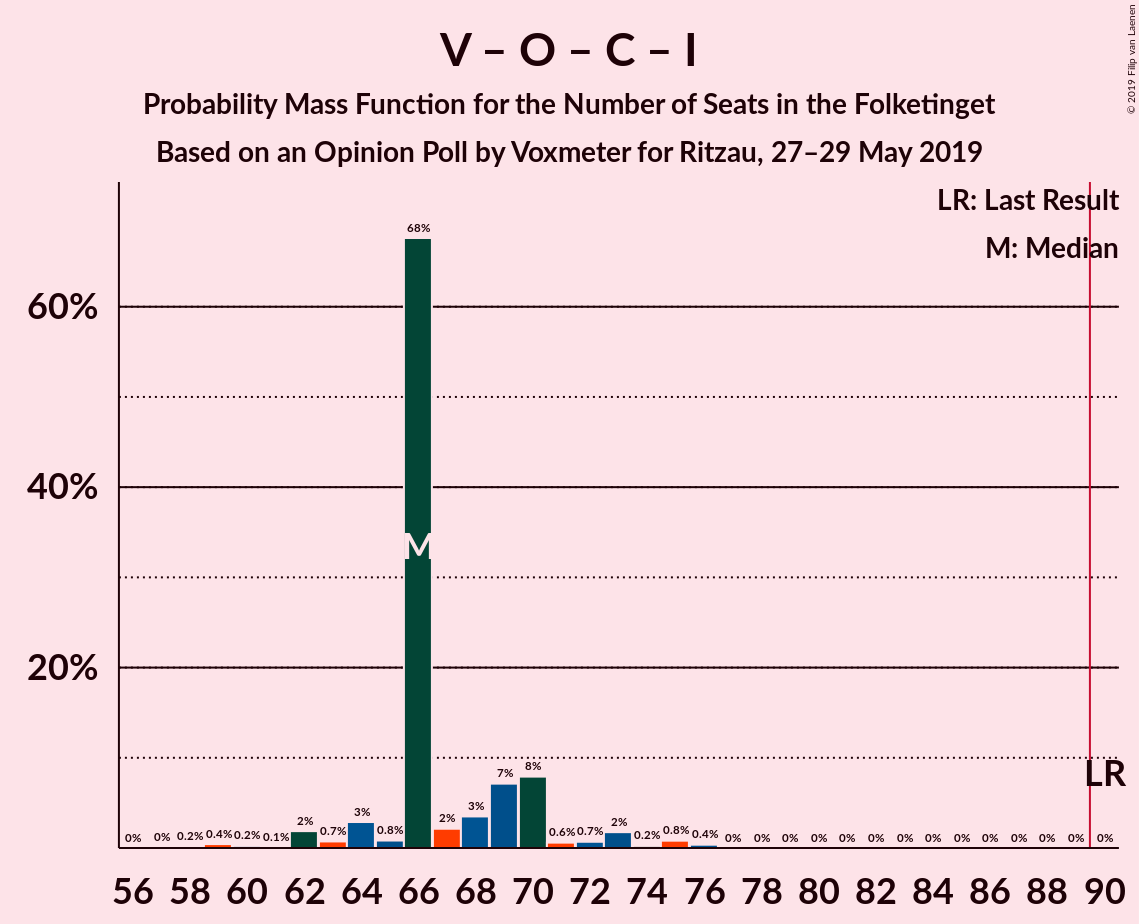 V – O – C – I
Probability Mass Function for the Number of Seats in the Folketinget
Based on an Opinion Poll by Voxmeter for Ritzau, 27–29 May 2019
© 2019 Filip van Laenen
LR: Last Result
M: Median
60%
40%
20%
0% 0% 0.2% 0.4% 0.2% 0.1% 2% 0.7% 3% 0.8% 68% 2% 3% 7% 8% 0.6% 0.7% 2% 0.2% 0.8% 0.4% 0% 0% 0% 0% 0% 0% 0% 0% 0% 0% 0% 0% 0% 0%
M
LR
56 58 60 62 64 66 68 70 72 74 76 78 80 82 84 86 88 90